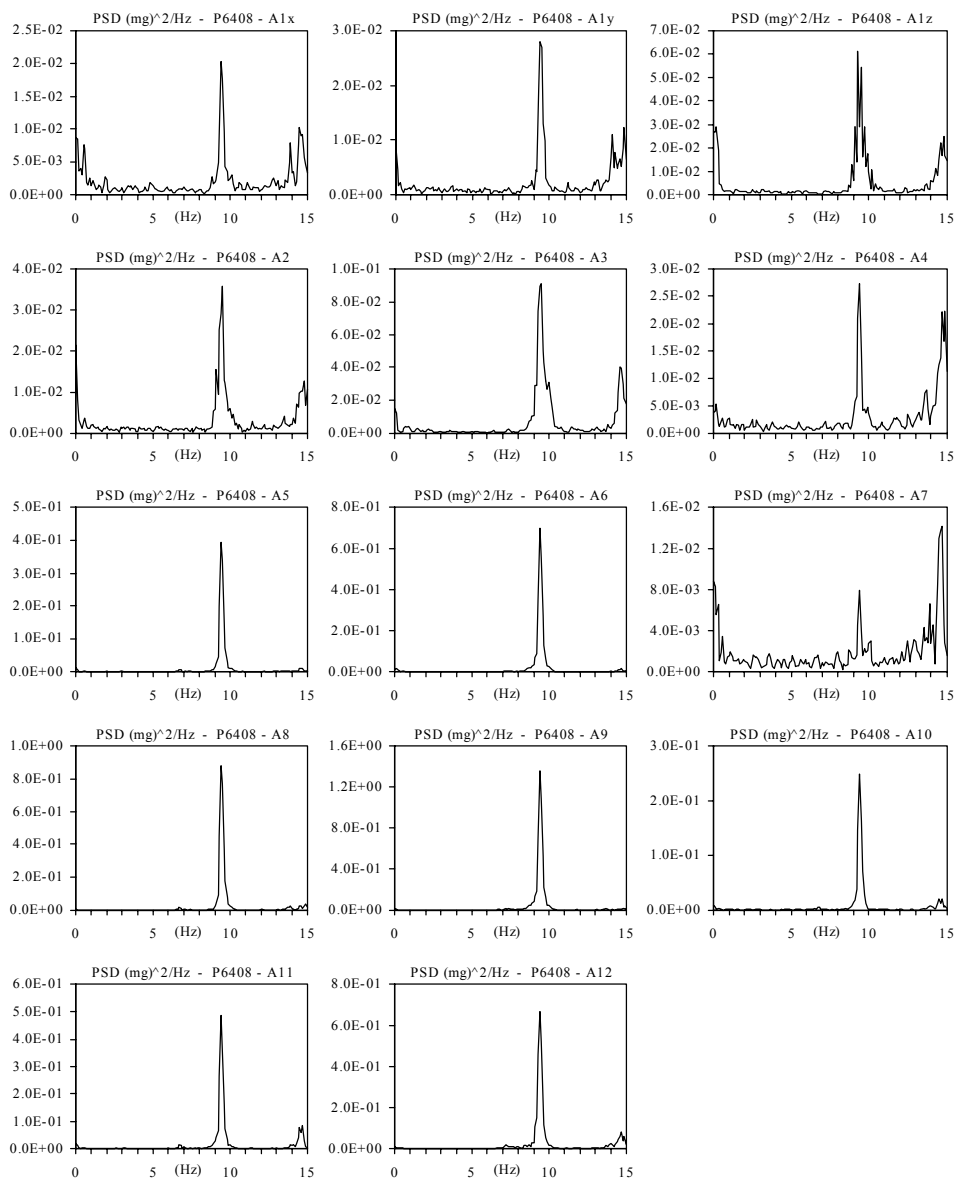 PSD (mg)^2/Hz - P6408 - A1x
2.5E-02
2.0E-02
1.5E-02
1.0E-02
5.0E-03
0.0E+00
0 5 (Hz) 10 15
PSD (mg)^2/Hz - P6408 - A1y
3.0E-02
2.0E-02
1.0E-02
0.0E+00
0 5 (Hz) 10 15
PSD (mg)^2/Hz - P6408 - A1z
7.0E-02
6.0E-02
5.0E-02
4.0E-02
3.0E-02
2.0E-02
1.0E-02
0.0E+00
0 5 (Hz) 10 15
PSD (mg)^2/Hz - P6408 - A2
4.0E-02
3.0E-02
2.0E-02
1.0E-02
0.0E+00
0 5 (Hz) 10 15
PSD (mg)^2/Hz - P6408 - A3
1.0E-01
8.0E-02
6.0E-02
4.0E-02
2.0E-02
0.0E+00
0 5 (Hz) 10 15
PSD (mg)^2/Hz - P6408 - A4
3.0E-02
2.5E-02
2.0E-02
1.5E-02
1.0E-02
5.0E-03
0.0E+00
0 5 (Hz) 10 15
PSD (mg)^2/Hz - P6408 - A5
5.0E-01
4.0E-01
3.0E-01
2.0E-01
1.0E-01
0.0E+00
0 5 (Hz) 10 15
PSD (mg)^2/Hz - P6408 - A6
8.0E-01
6.0E-01
4.0E-01
2.0E-01
0.0E+00
0 5 (Hz) 10 15
PSD (mg)^2/Hz - P6408 - A7
1.6E-02
1.2E-02
8.0E-03
4.0E-03
0.0E+00
0 5 (Hz) 10 15
PSD (mg)^2/Hz - P6408 - A8
1.0E+00
8.0E-01
6.0E-01
4.0E-01
2.0E-01
0.0E+00
0 5 (Hz) 10 15
PSD (mg)^2/Hz - P6408 - A9
1.6E+00
1.2E+00
8.0E-01
4.0E-01
0.0E+00
0 5 (Hz) 10 15
PSD (mg)^2/Hz - P6408 - A10
3.0E-01
2.0E-01
1.0E-01
0.0E+00
0 5 (Hz) 10 15
PSD (mg)^2/Hz - P6408 - A11
6.0E-01
5.0E-01
4.0E-01
3.0E-01
2.0E-01
1.0E-01
0.0E+00
0 5 (Hz) 10 15
PSD (mg)^2/Hz - P6408 - A12
8.0E-01
6.0E-01
4.0E-01
2.0E-01
0.0E+00
0 5 (Hz) 10 15